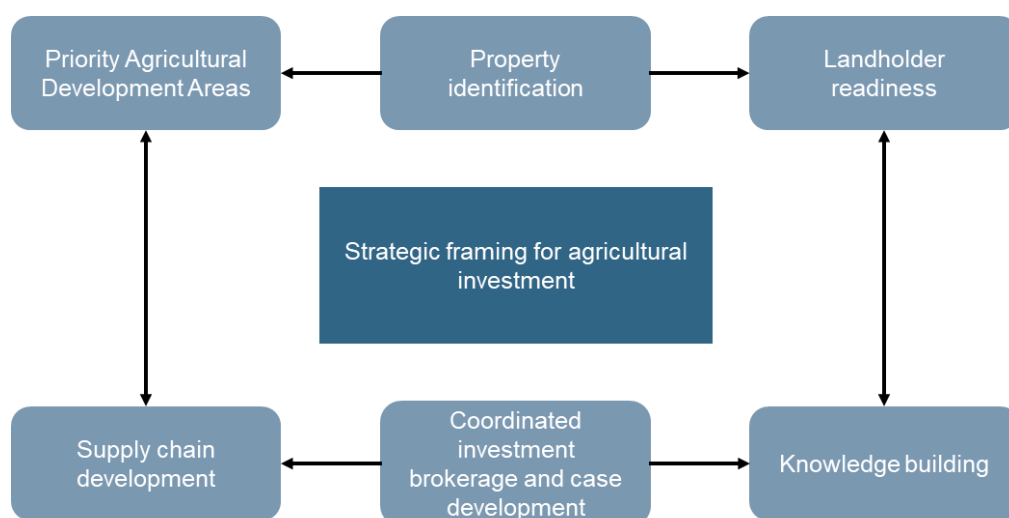 Priority Agricultural
Development Areas
Property
identification
Landholder
readiness
Strategic framing for agricultural
investment
Supply chain
development
Coordinated
investment
brokerage and case
development
Knowledge building